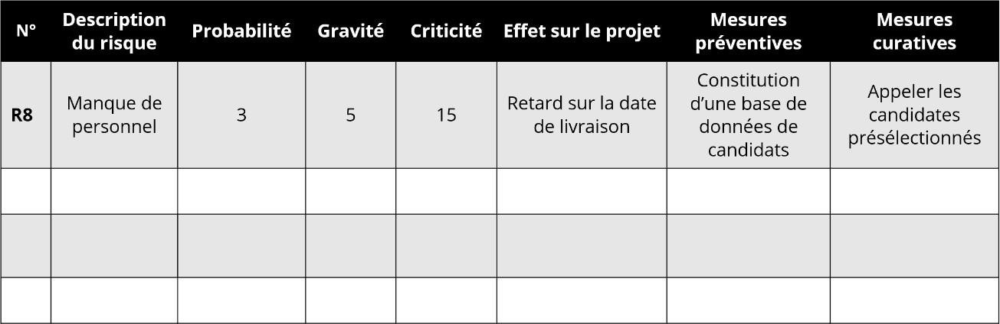 N°
Description
du risque
Probabilité
Gravité
Criticité
Effet sur le projet
Mesures
préventives
Mesures
curatives
R8
Manque de
personnel
3
5
15
Retard sur la date
de livraison
Constitution
d’une base de
données de
candidats
Appeler les
candidates
présélectionnés